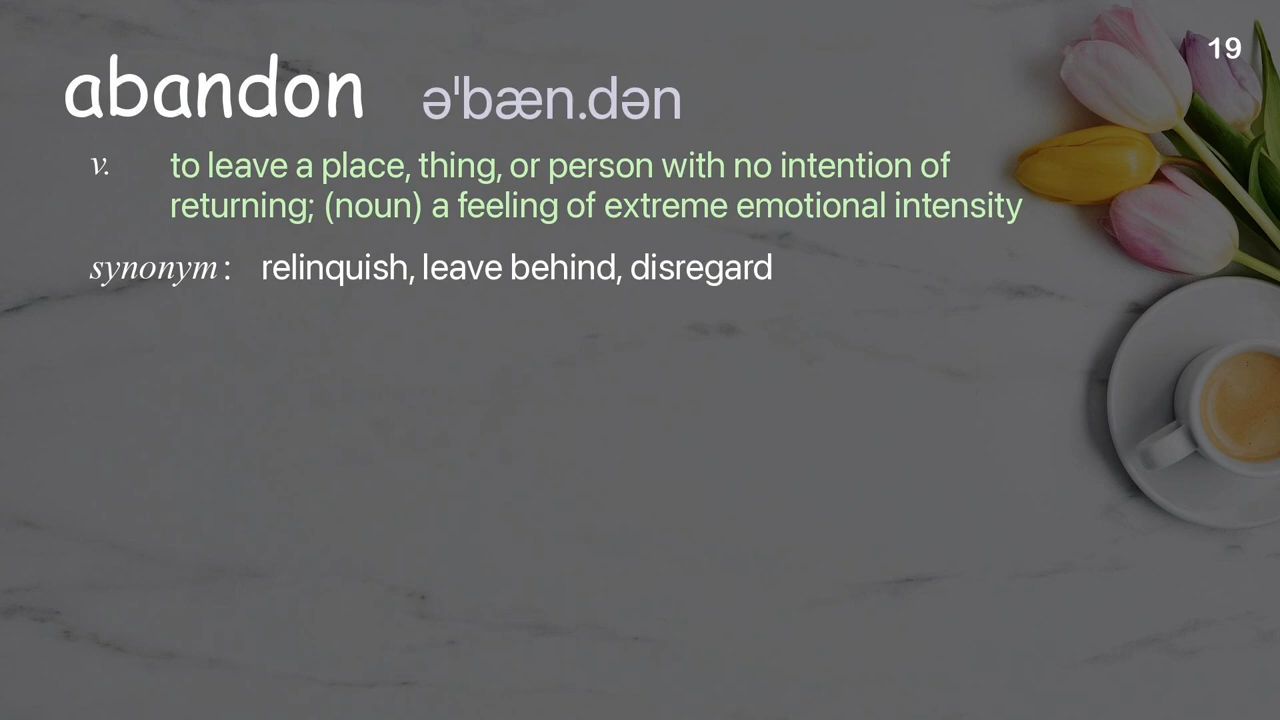 19
abandon əˈbæn.dən
v. to leave a place, thing, or person with no intention of
returning; (noun) a feeling of extreme emotional intensity
synonym : relinquish, leave behind, disregard